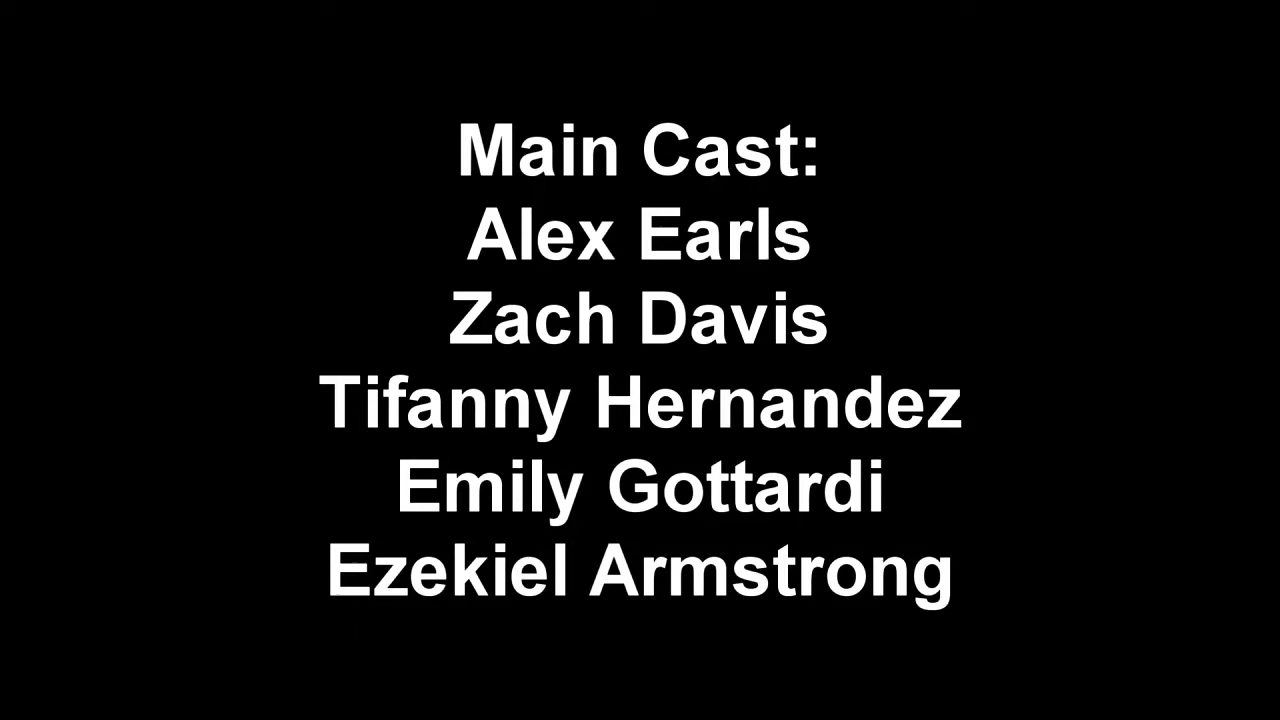 Main Cast:
Alex Earls
Zach Davis
Tifanny Hernandez
Emily Gottardi
Ezekiel Armstrong